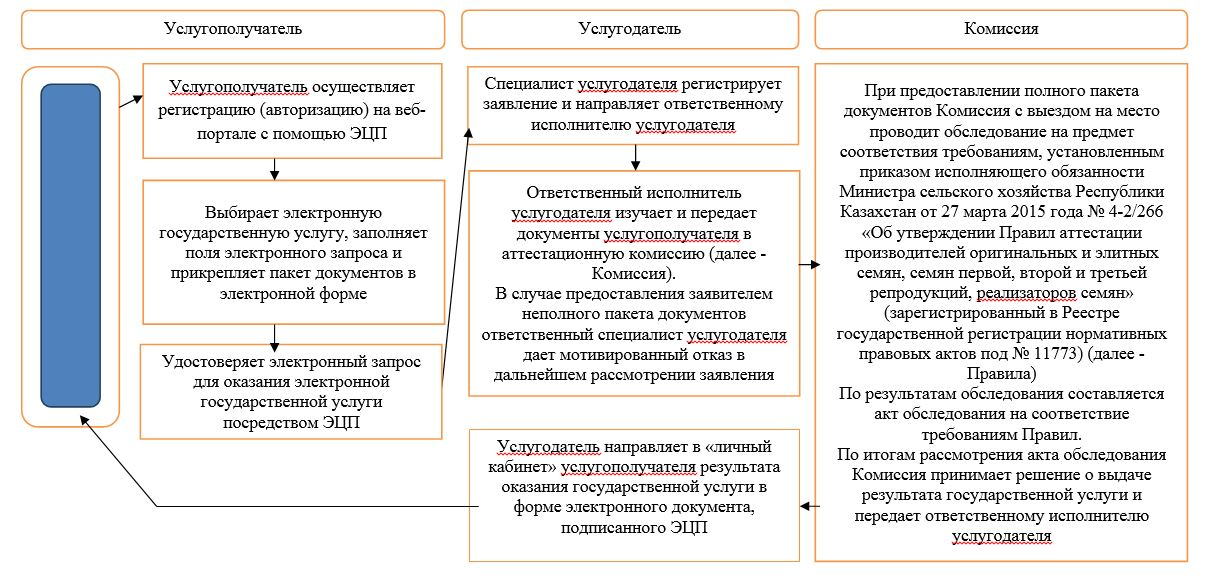 Услугополучатель
Услугодатель
Комиссия
Услугополучатель осуществляет
регистрацию (авторизацию) на веб-
портале с помощью ЭЦП
Выбирает электронную
государственную услугу, заполняет
поля электронного запроса и
прикрепляет пакет документов в
электронной форме
Удостоверяет электронный запрос
для оказания электронной
государственной услуги
посредством ЭЦП
Специалист услугодателя регистрирует
заявление и направляет ответственному
исполнителю услугодателя
Ответственный исполнитель
услугодателя изучает и передает
документы услугополучателя в
аттестационную комиссию (далее -
Комиссия).
В случае предоставления заявителем
неполного пакета документов
ответственный специалист услугодателя
дает мотивированный отказ в
дальнейшем рассмотрении заявления
Услугодатель направляет в «личный
кабинет» услугополучателя результата
оказания государственной услуги в
форме электронного документа,
подписанного ЭЦП
При предоставлении полного пакета
документов Комиссия с выездом на место
проводит обследование на предмет
соответствия требованиям, установленным
приказом исполняющего обязанности
Министра сельского хозяйства Республики
Казахстан от 27 марта 2015 года № 4-2/266
«Об утверждении Правил аттестации
производителей оригинальных и элитных
семян, семян первой, второй и третьей
репродукций, реализаторов семян»
(зарегистрированный в Реестре
государственной регистрации нормативных
правовых актов под № 11773) (далее -
Правила)
По результатам обследования составляется
акт обследования на соответствие
требованиям Правил.
По итогам рассмотрения акта обследования
Комиссия принимает решение о выдаче
результата государственной услуги и
передает ответственному исполнителю
услугодателя